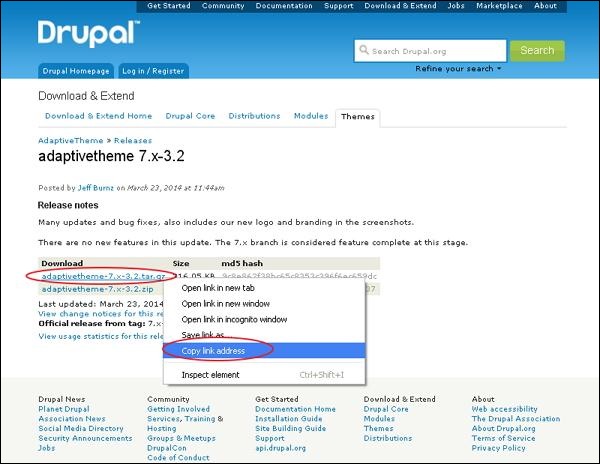 Get Started Community Documentation Support Download & Extend Jobs Marketplace About
Drupal™
Search Drupal.org Search
Refine your search
Drupal Homepage Log in / Register
Download & Extend
Download & Extend Home Drupal Core Distributions Modules Themes
AdaptiveTheme » Releases
adaptivetheme 7.x-3.2
Posted by Jeff Burnz on March 23, 2014 at 11:44am
Release notes
Many updates and bug fixes, also includes our new logo and branding in the screenshots.
There are no new features in this update. The 7.x branch is considered feature complete at this stage.
Download Size md5 hash
adaptivetheme-7.x-3.2.tar.gz
adaptivetheme-7.x-3.2.zip
Last updated: March 23, 2014
View change notices for this re
Official release from tag: 7.x-
View usage statistics for this rel
Open link in new tab
Open link in new window
Open link in incognito window
Save link as...
Copy link address
Inspect element Ctrl+Shift+I
Drupal News
Planet Drupal
Association News
Social Media Directory
Security Announcements
Jobs
Community
Getting Involved
Services, Training &
Hosting
Groups & Meetups
DrupalCon
Code of Conduct
Get Started
Documentation Home
Installation Guide
Site Building Guide
Support
api.drupal.org
Download & Extend
Drupal Core
Modules
Themes
Distributions
About
Web accessibility
The Drupal Association
About Drupal.org
Terms of Service
Privacy Policy